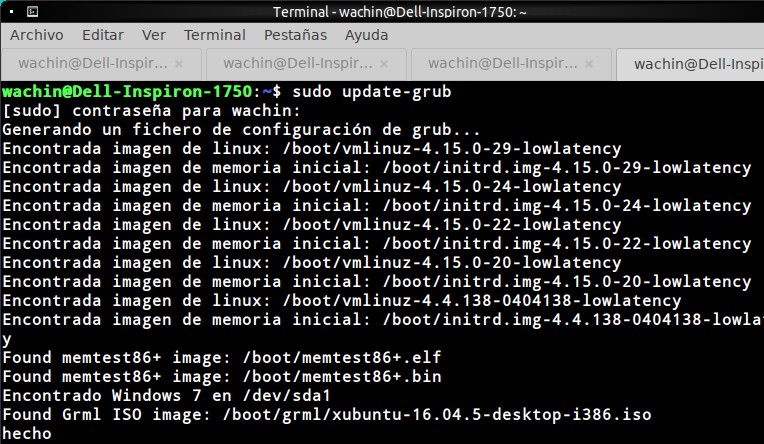 Terminal - wachin@Dell-Inspiron-1750: ~
Archivo Editar Ver Terminal Pestañas Ayuda
wachin@Dell-Inspir... × wachin@Dell-Inspir... × wachin@Dell-Inspir... × wachin@Dell-Inspi
wachin@Dell-Inspiron-1750:~$ sudo update-grub
[sudo] contraseña para wachin:
Generando un fichero de configuración de grub...
Encontrada imagen de linux: /boot/vmlinuz-4.15.0-29-lowlatency
Encontrada imagen de memoria inicial: /boot/initrd.img-4.15.0-29-lowlatency
Encontrada imagen de linux: /boot/vmlinuz-4.15.0-24-lowlatency
Encontrada imagen de memoria inicial: /boot/initrd.img-4.15.0-24-lowlatency
Encontrada imagen de linux: /boot/vmlinuz-4.15.0-22-lowlatency
Encontrada imagen de memoria inicial: /boot/initrd.img-4.15.0-22-lowlatency
Encontrada imagen de linux: /boot/vmlinuz-4.15.0-20-lowlatency
Encontrada imagen de memoria inicial: /boot/initrd.img-4.15.0-20-lowlatency
Encontrada imagen de linux: /boot/vmlinuz-4.4.138-0404138-lowlatency
Encontrada imagen de memoria inicial: /boot/initrd.img-4.4.138-0404138-lowlat
y
Found memtest86+ image: /boot/memtest86+.elf
Found memtest86+ image: /boot/memtest86+.bin
Encontrado Windows 7 en /dev/sda1
Found Grml ISO image: /boot/grml/xubuntu-16.04.5-desktop-i386.iso
hecho